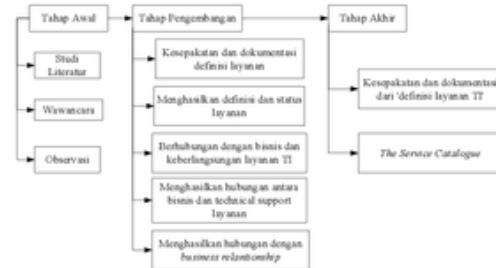 Tahap Awal
Studi
Literatur
Wawancara
Observasi
Tahap Pengembangan
Kesepakatan dan dokumentasi
definisi layanan
Menghasilkan definisi dan status
layanan
Berhubungan dengan bisnis dan
keberlangsungan layanan TI
Menghasilkan hubungan antara
bisnis dan technical support
layanan
Menghasilkan hubungan dengan
business relantionship
Tahap Akhir
Kesepakatan dan dokumentasi
dari 'definisi layanan TI'
The Service Catalogue